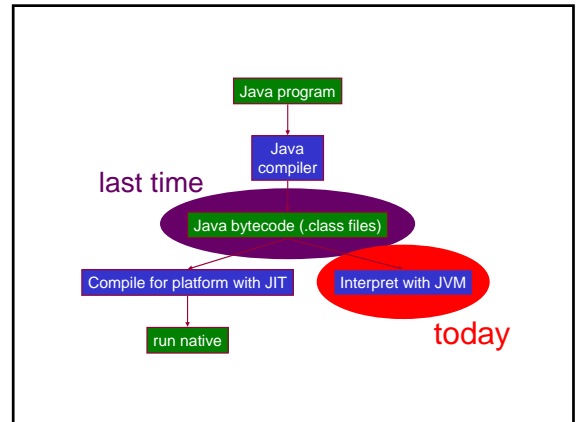 Java program
Java
compiler
last time
Java bytecode (.class files)
Compile for platform with JIT
Interpret with JVM
today
run native